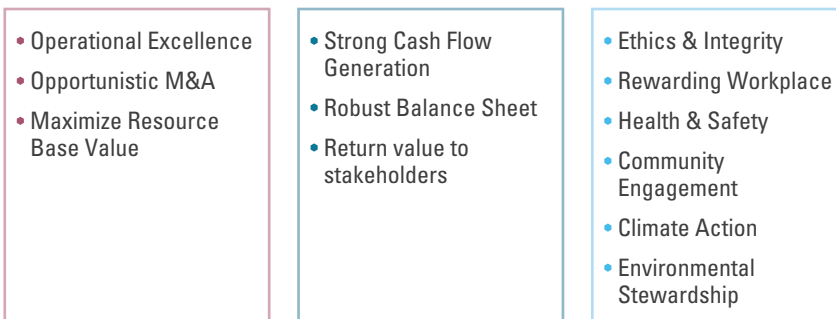 • Operational Excellence
• Opportunistic M&A
• Maximize Resource
Base Value
• Strong Cash Flow
Generation
• Robust Balance Sheet
• Return value to
stakeholders
• Ethics & Integrity
• Rewarding Workplace
• Health & Safety
• Community
Engagement
• Climate Action
• Environmental
Stewardship